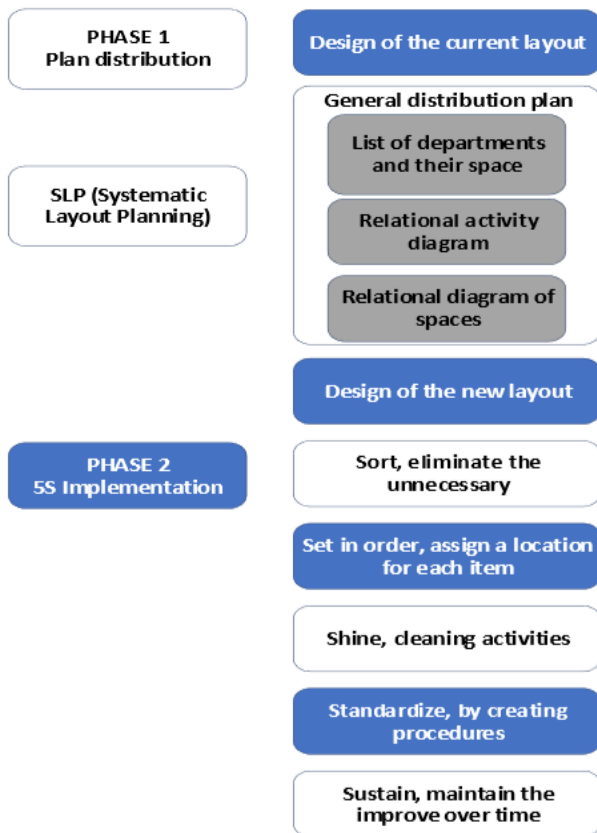 PHASE 1
Plan distribution
Design of the current layout
General distribution plan
List of departments
and their space
SLP (Systematic
Layout Planning)
Relational activity
diagram
Relational diagram of
spaces
Design of the new layout
PHASE 2
5S Implementation
Sort, eliminate the
unnecessary
Set in order, assign a location
for each item
Shine, cleaning activities
Standardize, by creating
procedures
Sustain, maintain the
improve over time